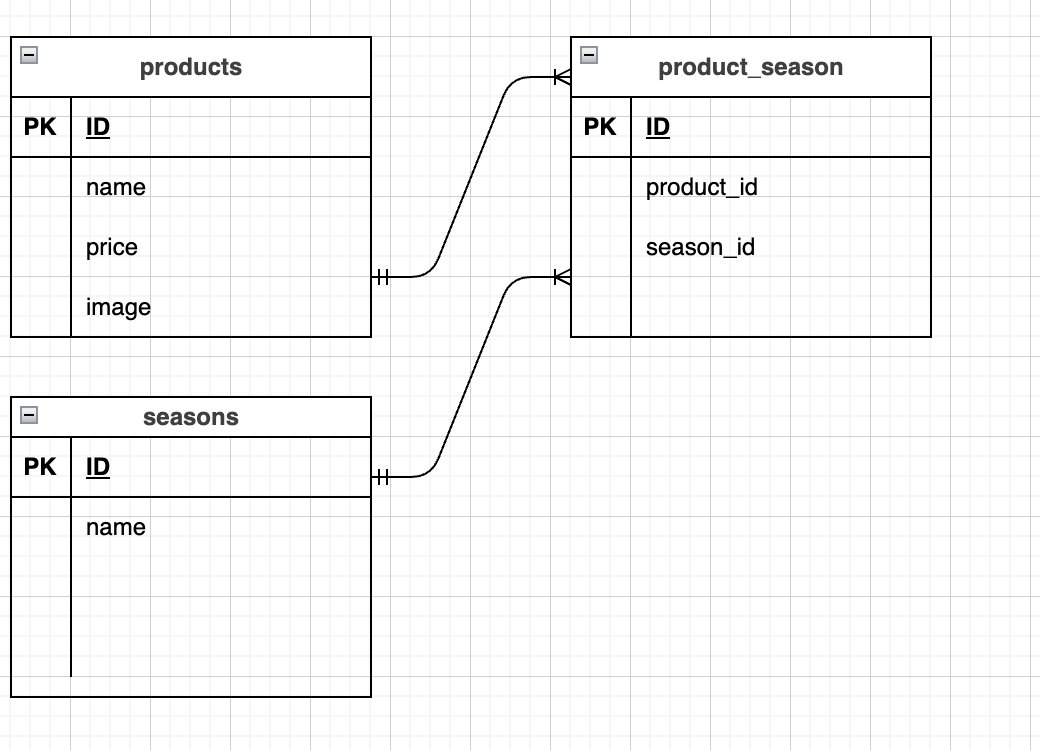 products
PK ID
name
price
image
product_season
PK ID
product_id
season_id
seasons
PK ID
name